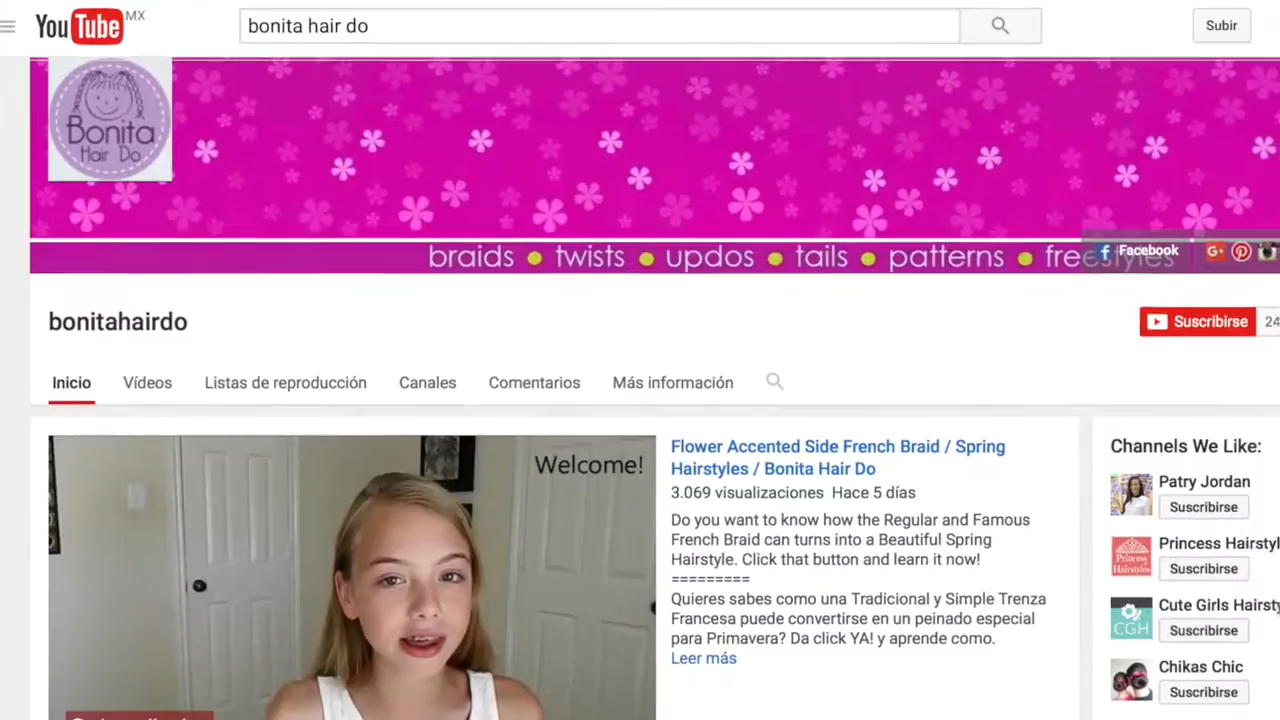 YouTube MX
bonita hair do
Subir
Bonita
Hair Do
braids • twists • updos • tails • patterns • freestyles
Facebook
bonitahairdo
Suscribirse 24
Inicio Vídeos Listas de reproducción Canales Comentarios Más información
Welcome!
Flower Accented Side French Braid / Spring
Hairstyles / Bonita Hair Do
3.069 visualizaciones Hace 5 días
Do you want to know how the Regular and Famous
French Braid can turns into a Beautiful Spring
Hairstyle. Click that button and learn it now!
=========
Quieres sabes como una Tradicional y Simple Trenza
Francesa puede convertirse en un peinado especial
para Primavera? Da click YA! y aprende como.
Leer más
Channels We Like:
Patry Jordan
Suscribirse
Princess Hairstyl
Princess
Hairstyles
Suscribirse
Cute Girls Hairsty
CGH
Suscribirse
Chikas Chic
Suscribirse